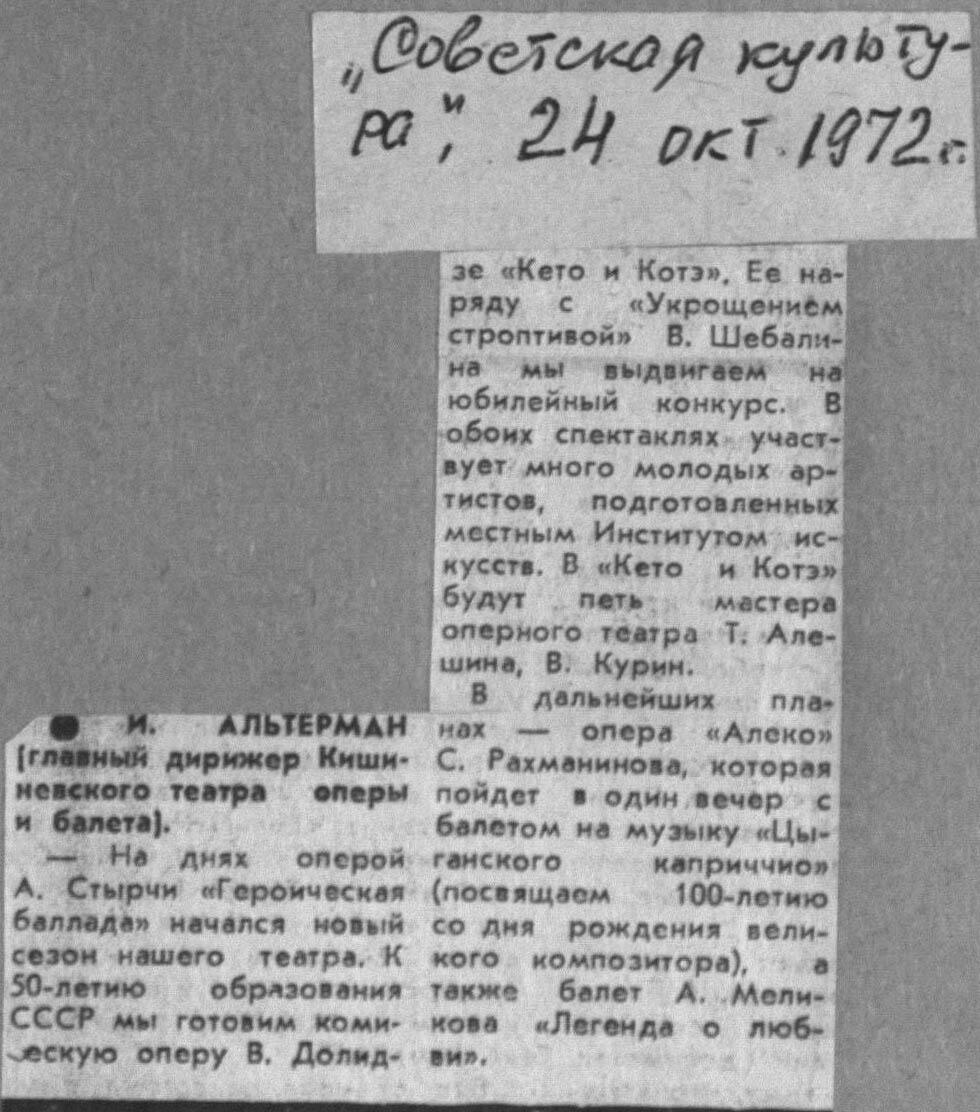 „Советская культу-
ра", 24 окт. 1972 г.
● И. АЛЬТЕРМАН
(главный дирижер Киши-
невского театра оперы
и балета).
— На днях оперой
А. Стырчи «Героическая
баллада» начался новый
сезон нашего театра. К
50-летию образования
СССР мы готовим коми-
ческую оперу В. Долид-
зе «Кето и Котэ». Ее на-
ряду с «Укрощением
строптивой» В. Шебали-
на мы выдвигаем на
юбилейный конкурс. В
обоих спектаклях участ-
вует много молодых ар-
тистов, подготовленных
местным Институтом ис-
кусств. В «Кето и Котэ»
будут петь мастера
оперного театра Т. Але-
шина, В. Курин.
В дальнейших пла-
нах — опера «Алеко»
С. Рахманинова, которая
пойдет в один вечер с
балетом на музыку «Цы-
ганского каприччио»
(посвящаем 100-летию
со дня рождения вели-
кого композитора), а
также балет А. Мели-
кова «Легенда о люб-
ви».